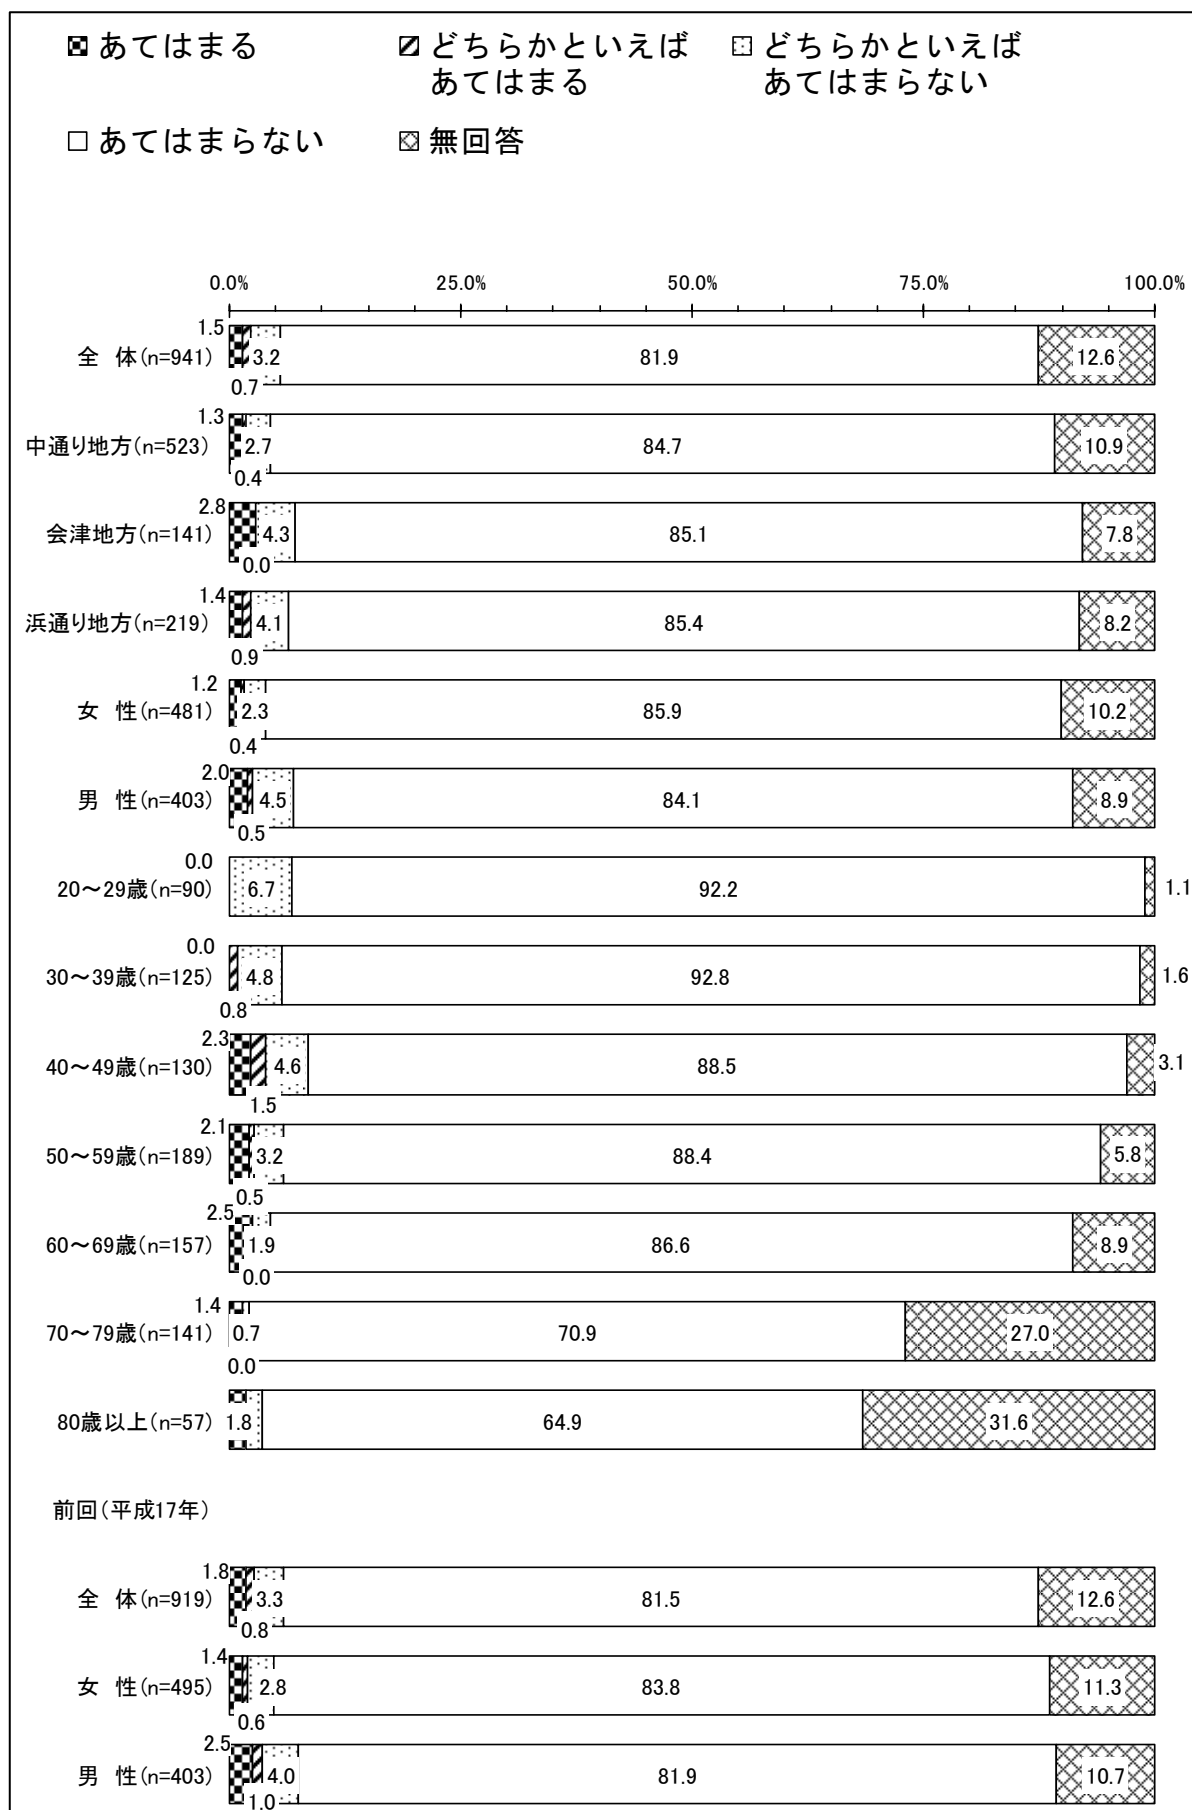 あてはまる
どちらかといえば
あてはまる
どちらかといえば
あてはまらない
あてはまらない
無回答
0.0% 25.0% 50.0% 75.0% 100.0%
1.5
全 体(n=941) 3.2 81.9 12.6
0.7
1.3
中通り地方(n=523) 2.7 84.7 10.9
0.4
2.8
会津地方(n=141) 4.3 85.1 7.8
0.0
1.4
浜通り地方(n=219) 4.1 85.4 8.2
0.9
1.2
女 性(n=481) 2.3 85.9 10.2
0.4
2.0
男 性(n=403) 4.5 84.1 8.9
0.5
0.0
20～29歳(n=90) 6.7 92.2 1.1
0.0
30～39歳(n=125) 4.8 92.8 1.6
0.8
2.3
40～49歳(n=130) 4.6 88.5 3.1
1.5
2.1
50～59歳(n=189) 3.2 88.4 5.8
0.5
2.5
60～69歳(n=157) 1.9 86.6 8.9
0.0
1.4
70～79歳(n=141) 0.7 70.9 27.0
0.0
80歳以上(n=57) 1.8 64.9 31.6
前回(平成17年)
1.8
全 体(n=919) 3.3 81.5 12.6
0.8
1.4
女 性(n=495) 2.8 83.8 11.3
0.6
2.5
男 性(n=403) 4.0 81.9 10.7
1.0